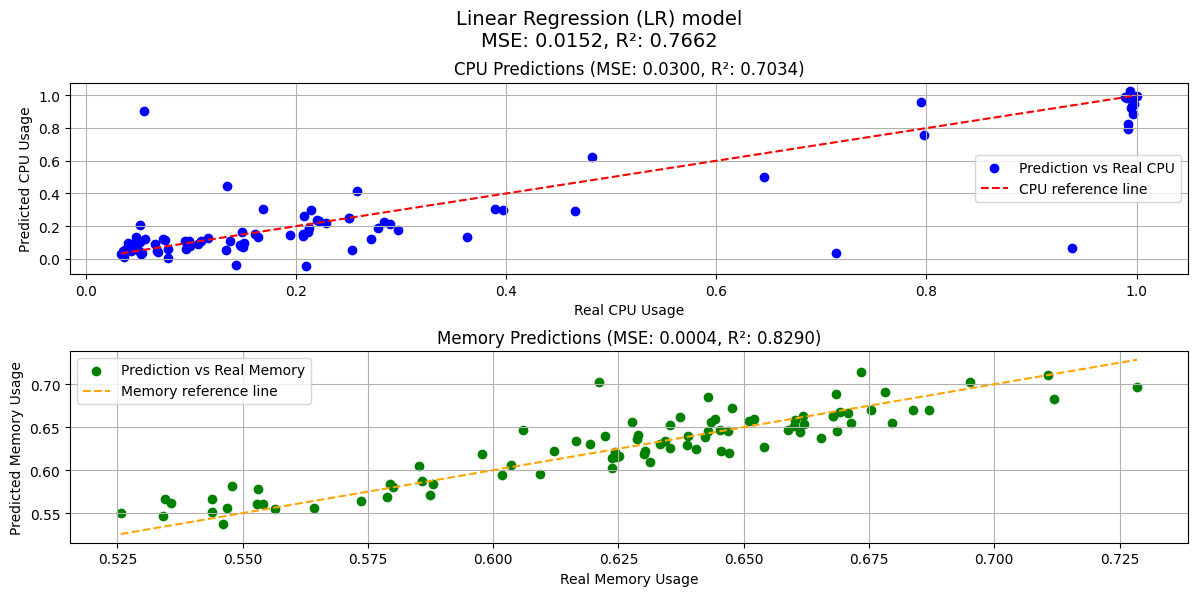 Linear Regression (LR) model
MSE: 0.0152, R²: 0.7662
CPU Predictions (MSE: 0.0300, R²: 0.7034)
Predicted CPU Usage
1.0
0.8
0.6
0.4
0.2
0.0
Prediction vs Real CPU
CPU reference line
0.0 0.2 0.4 0.6 0.8 1.0
Real CPU Usage
Memory Predictions (MSE: 0.0004, R²: 0.8290)
Predicted Memory Usage
0.70
0.65
0.60
0.55
Prediction vs Real Memory
Memory reference line
0.525 0.550 0.575 0.600 0.625 0.650 0.675 0.700 0.725
Real Memory Usage